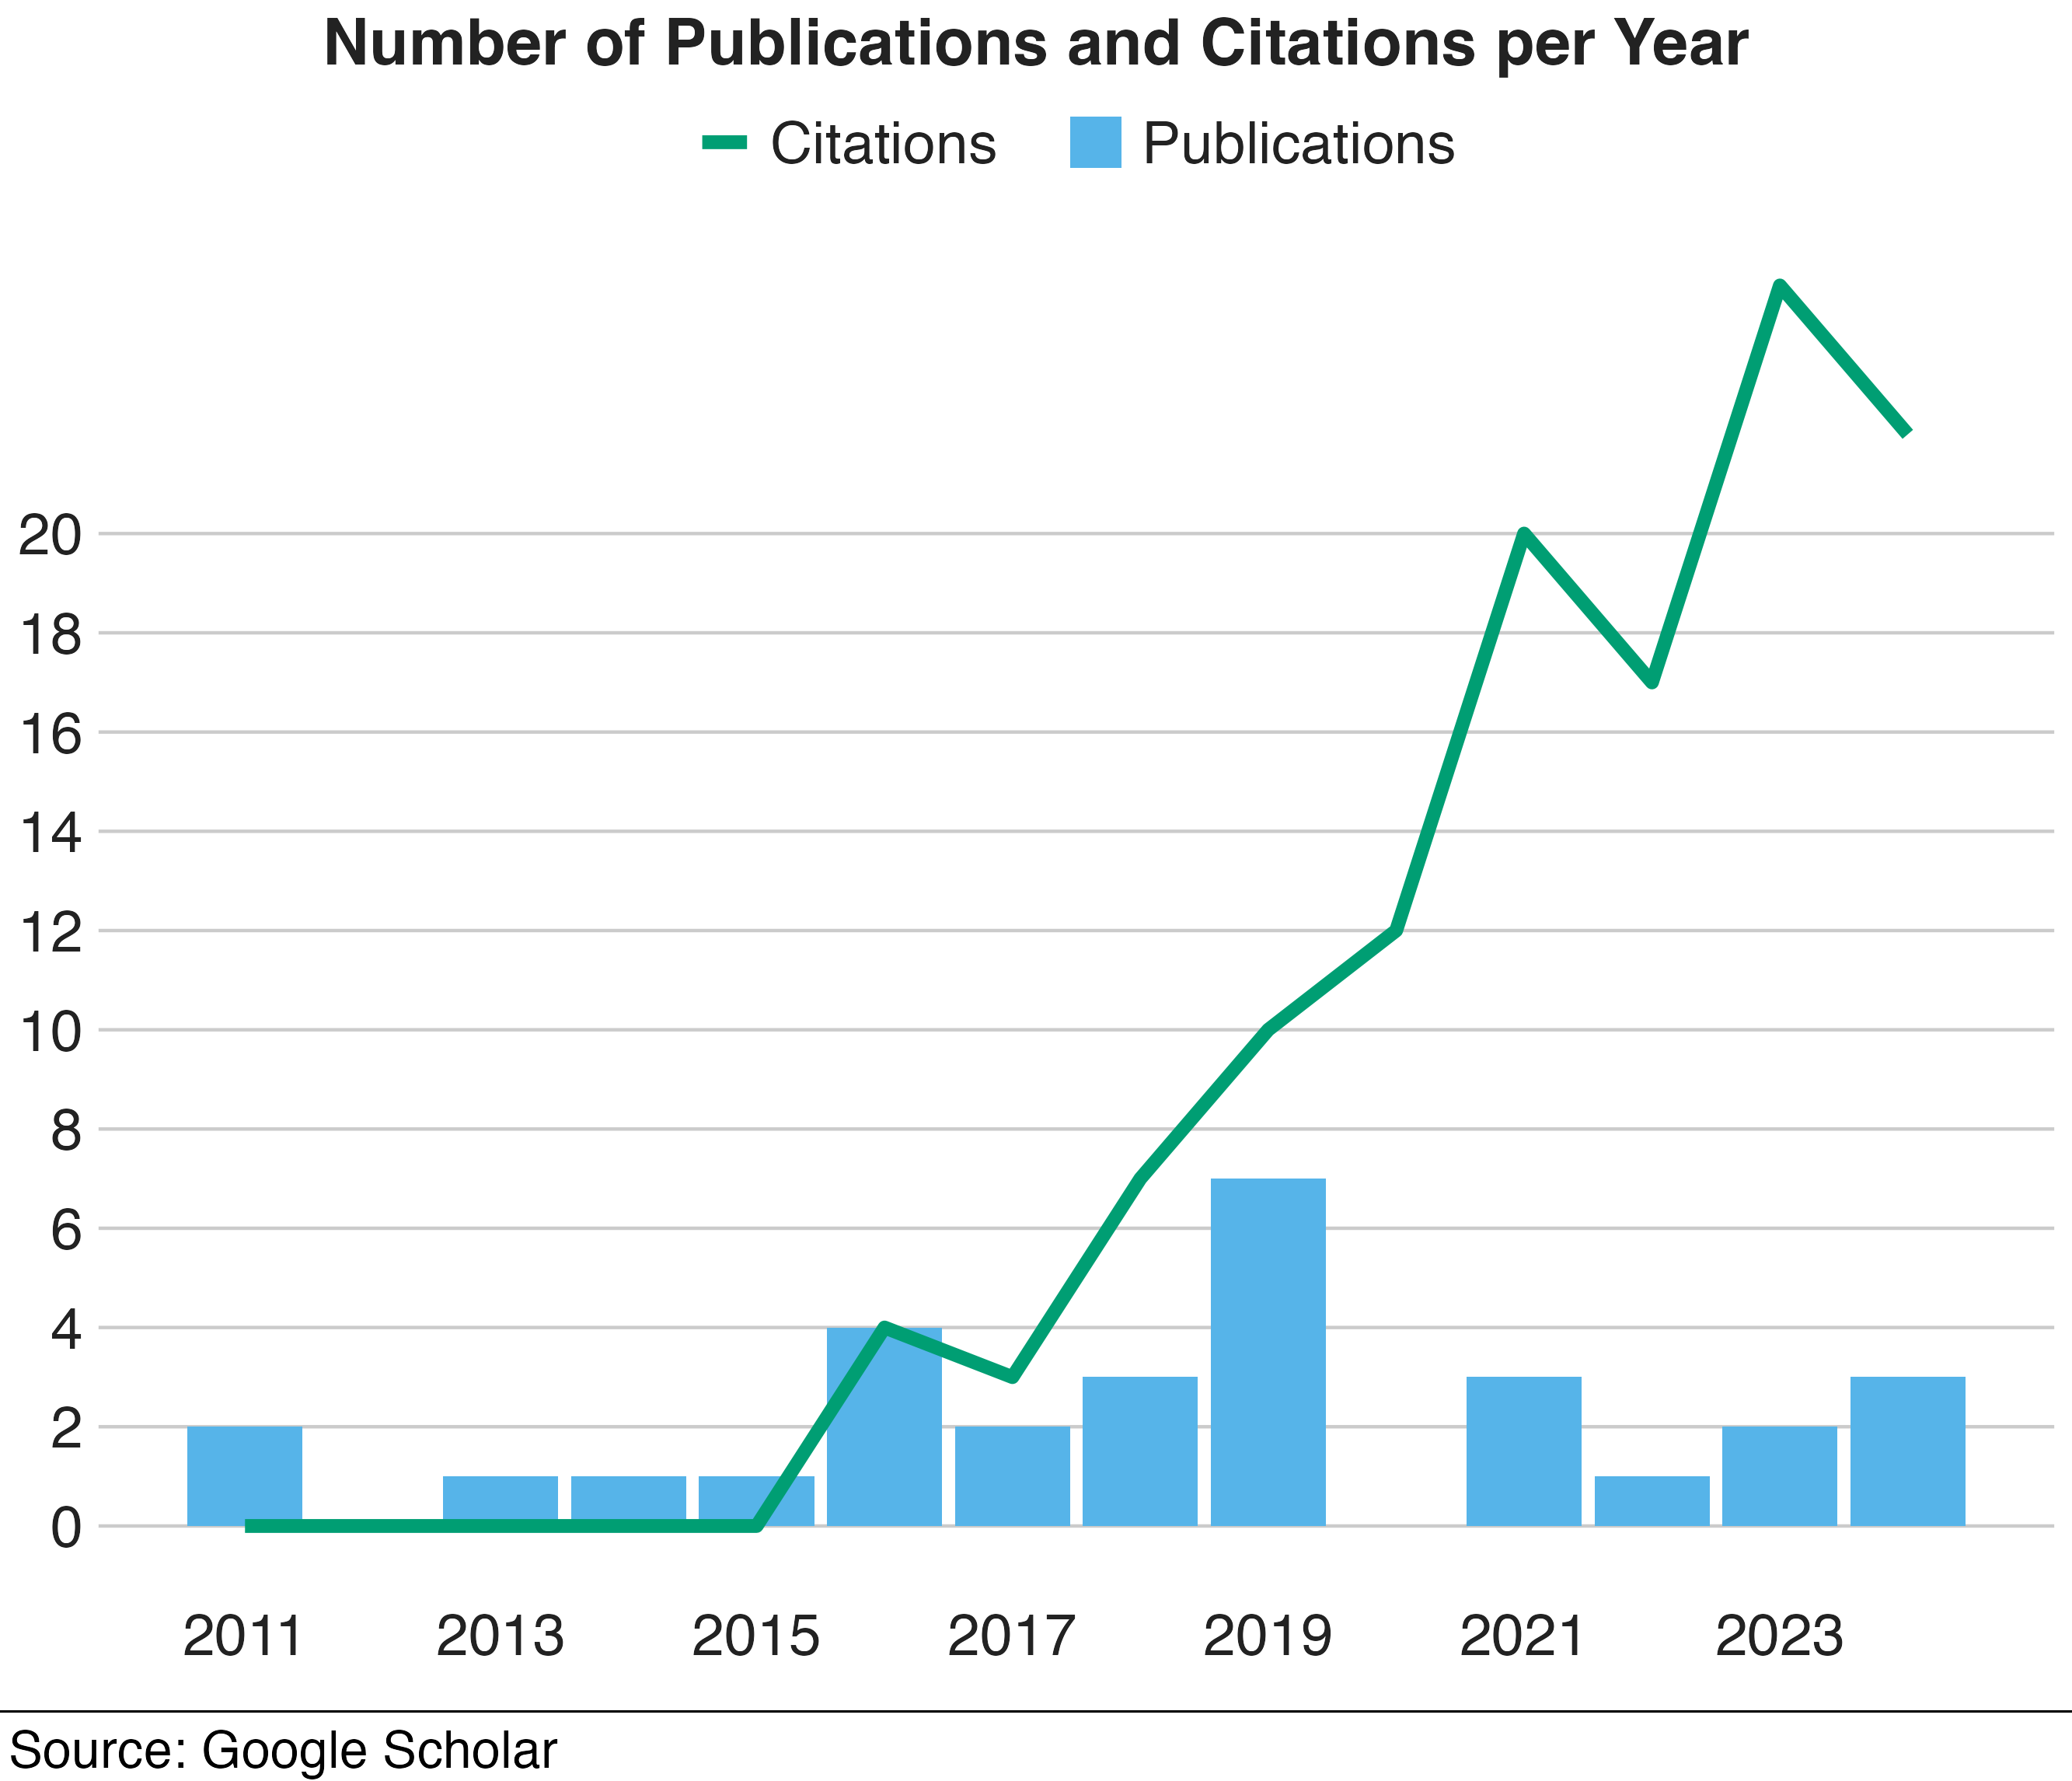 Number of Publications and Citations per Year
Citations Publications
20
18
16
14
12
10
8
6
4
2
0
2011 2013 2015 2017 2019 2021 2023
Source: Google Scholar